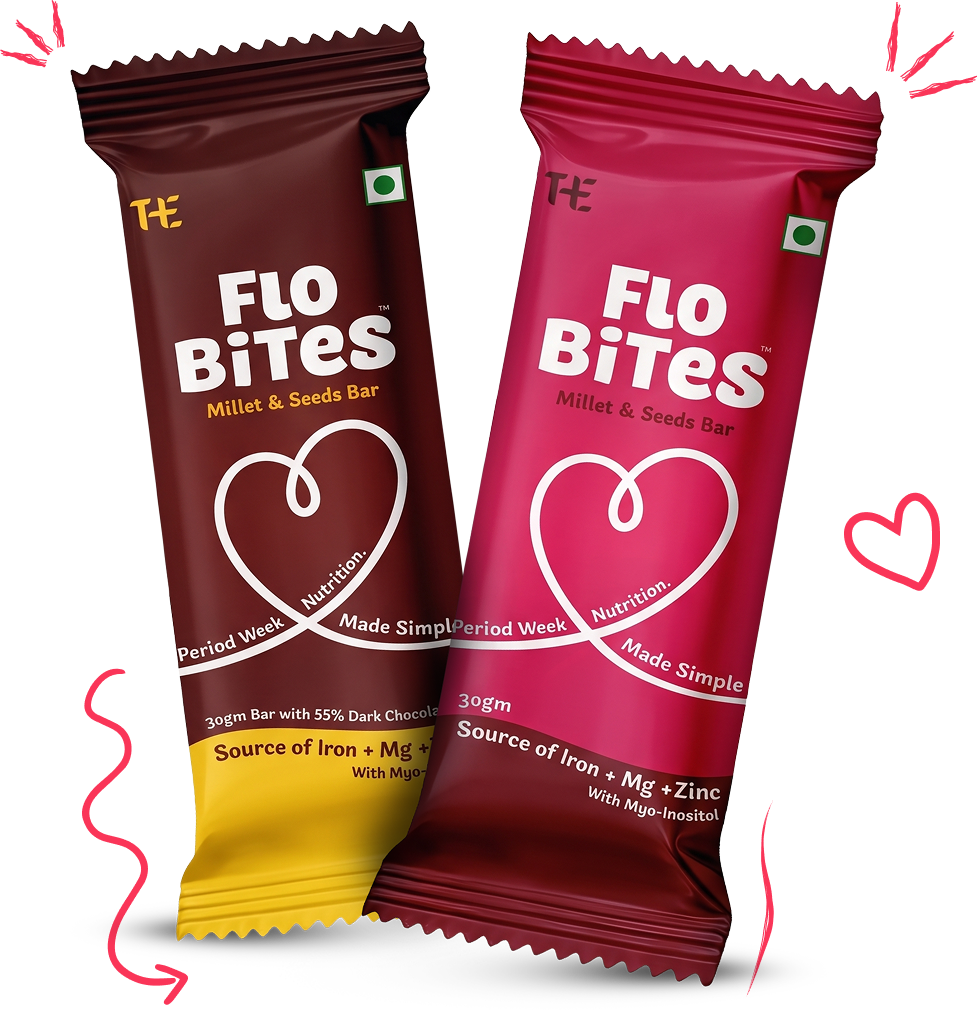 THE
FLO
BiTeS
™
Millet & Seeds Bar
Period Week
Nutrition.
Made Simpl
30gm Bar with 55% Dark Chocola
Source of Iron + Mg +
With Myo-
THE
FLO
BiTeS
™
Millet & Seeds Bar
Period Week
Nutrition.
Made Simple
30gm
Source of Iron + Mg +Zinc
With Myo-Inositol